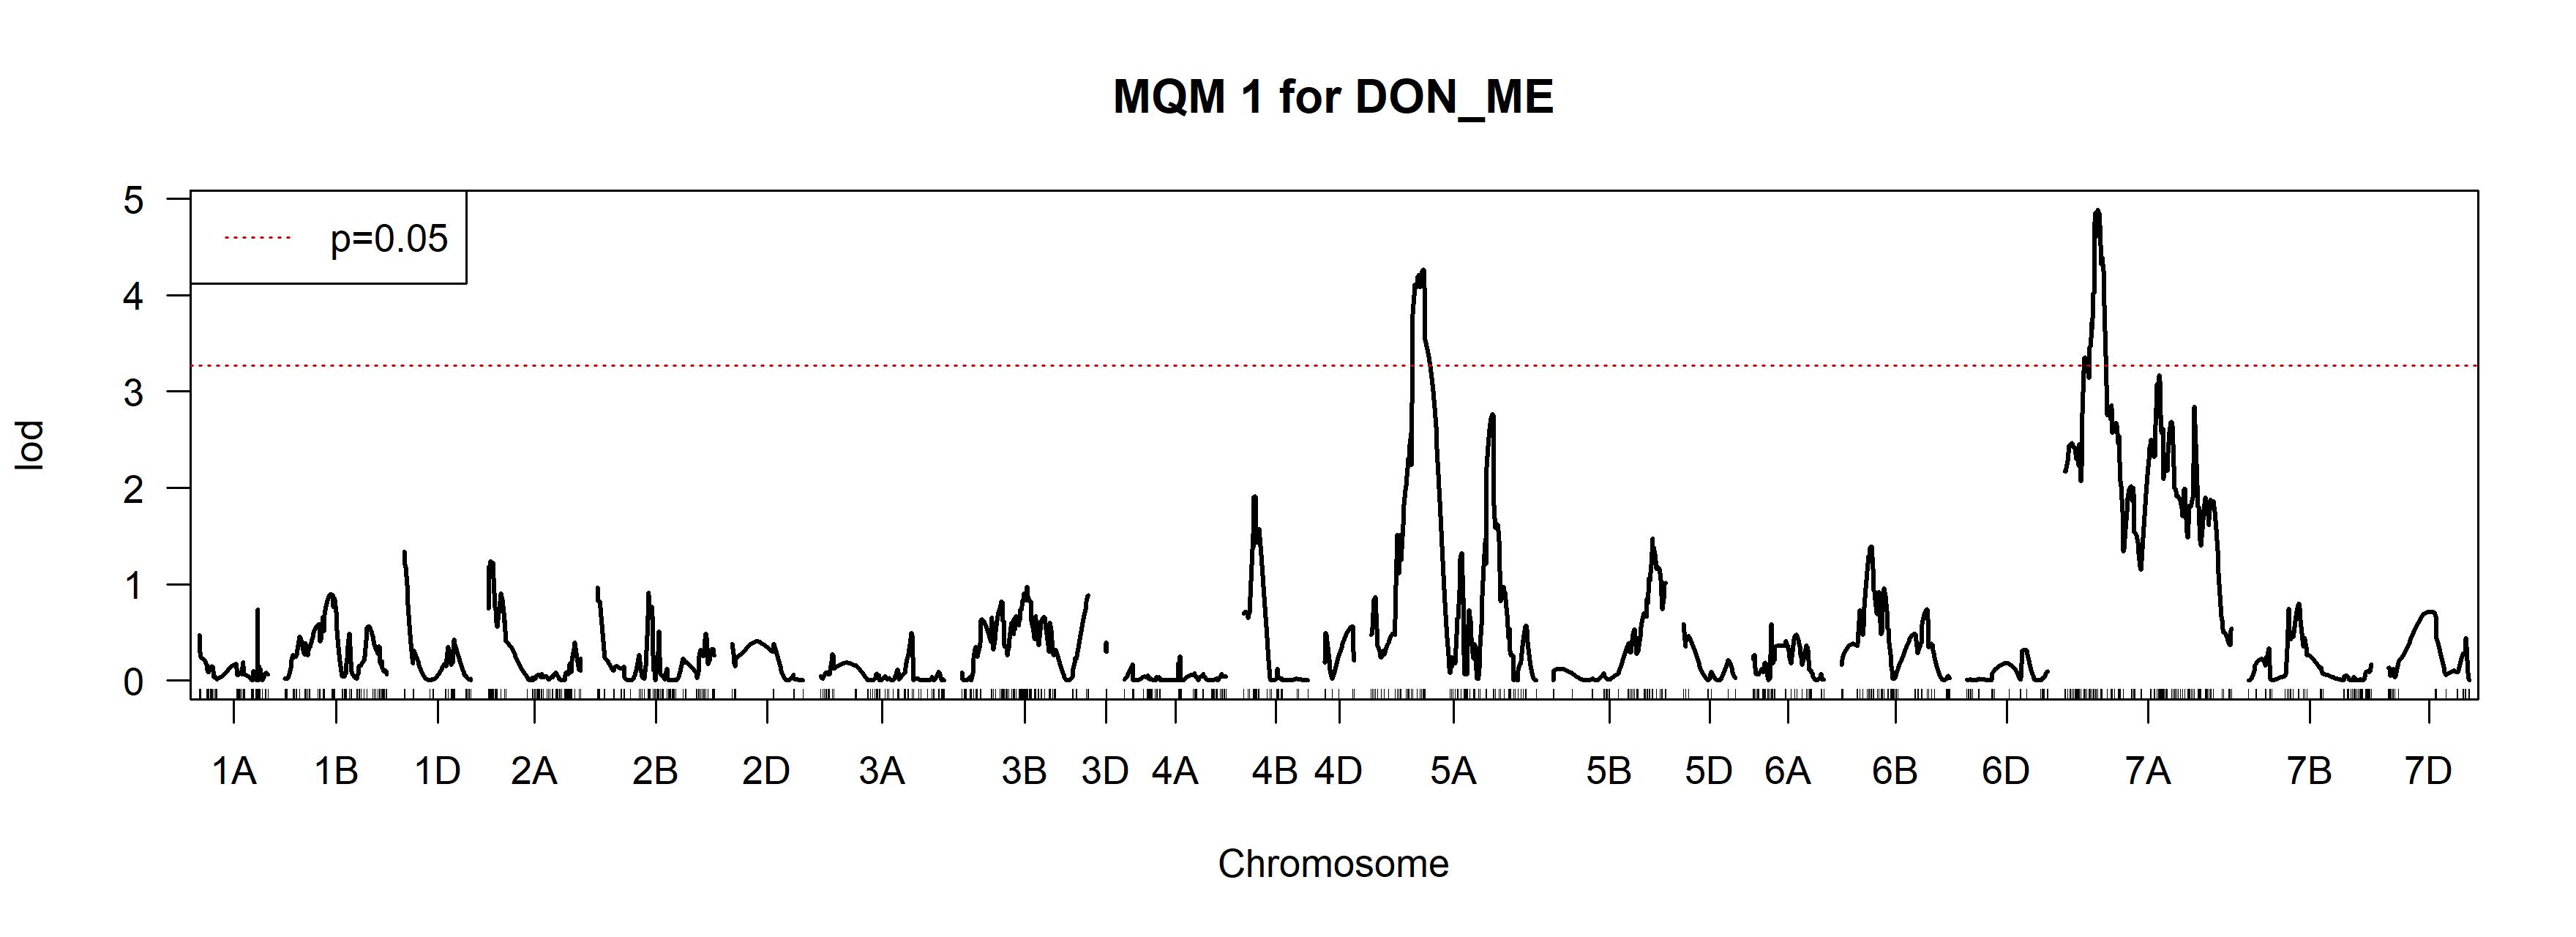 MQM 1 for DON_ME
p=0.05
5
4
3
2
1
0
lod
1A 1B 1D 2A 2B 2D 3A 3B 3D 4A 4B 4D 5A 5B 5D 6A 6B 6D 7A 7B 7D
Chromosome